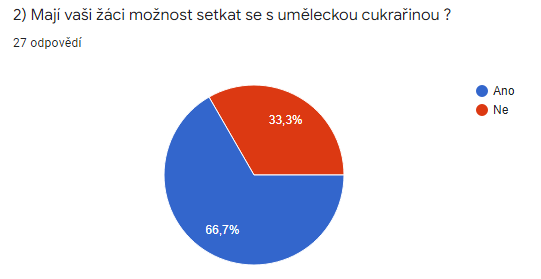 2) Mají vaši žáci možnost setkat se s uměleckou cukrařinou ?
27 odpovědí
Ano
Ne
33,3%
66,7%